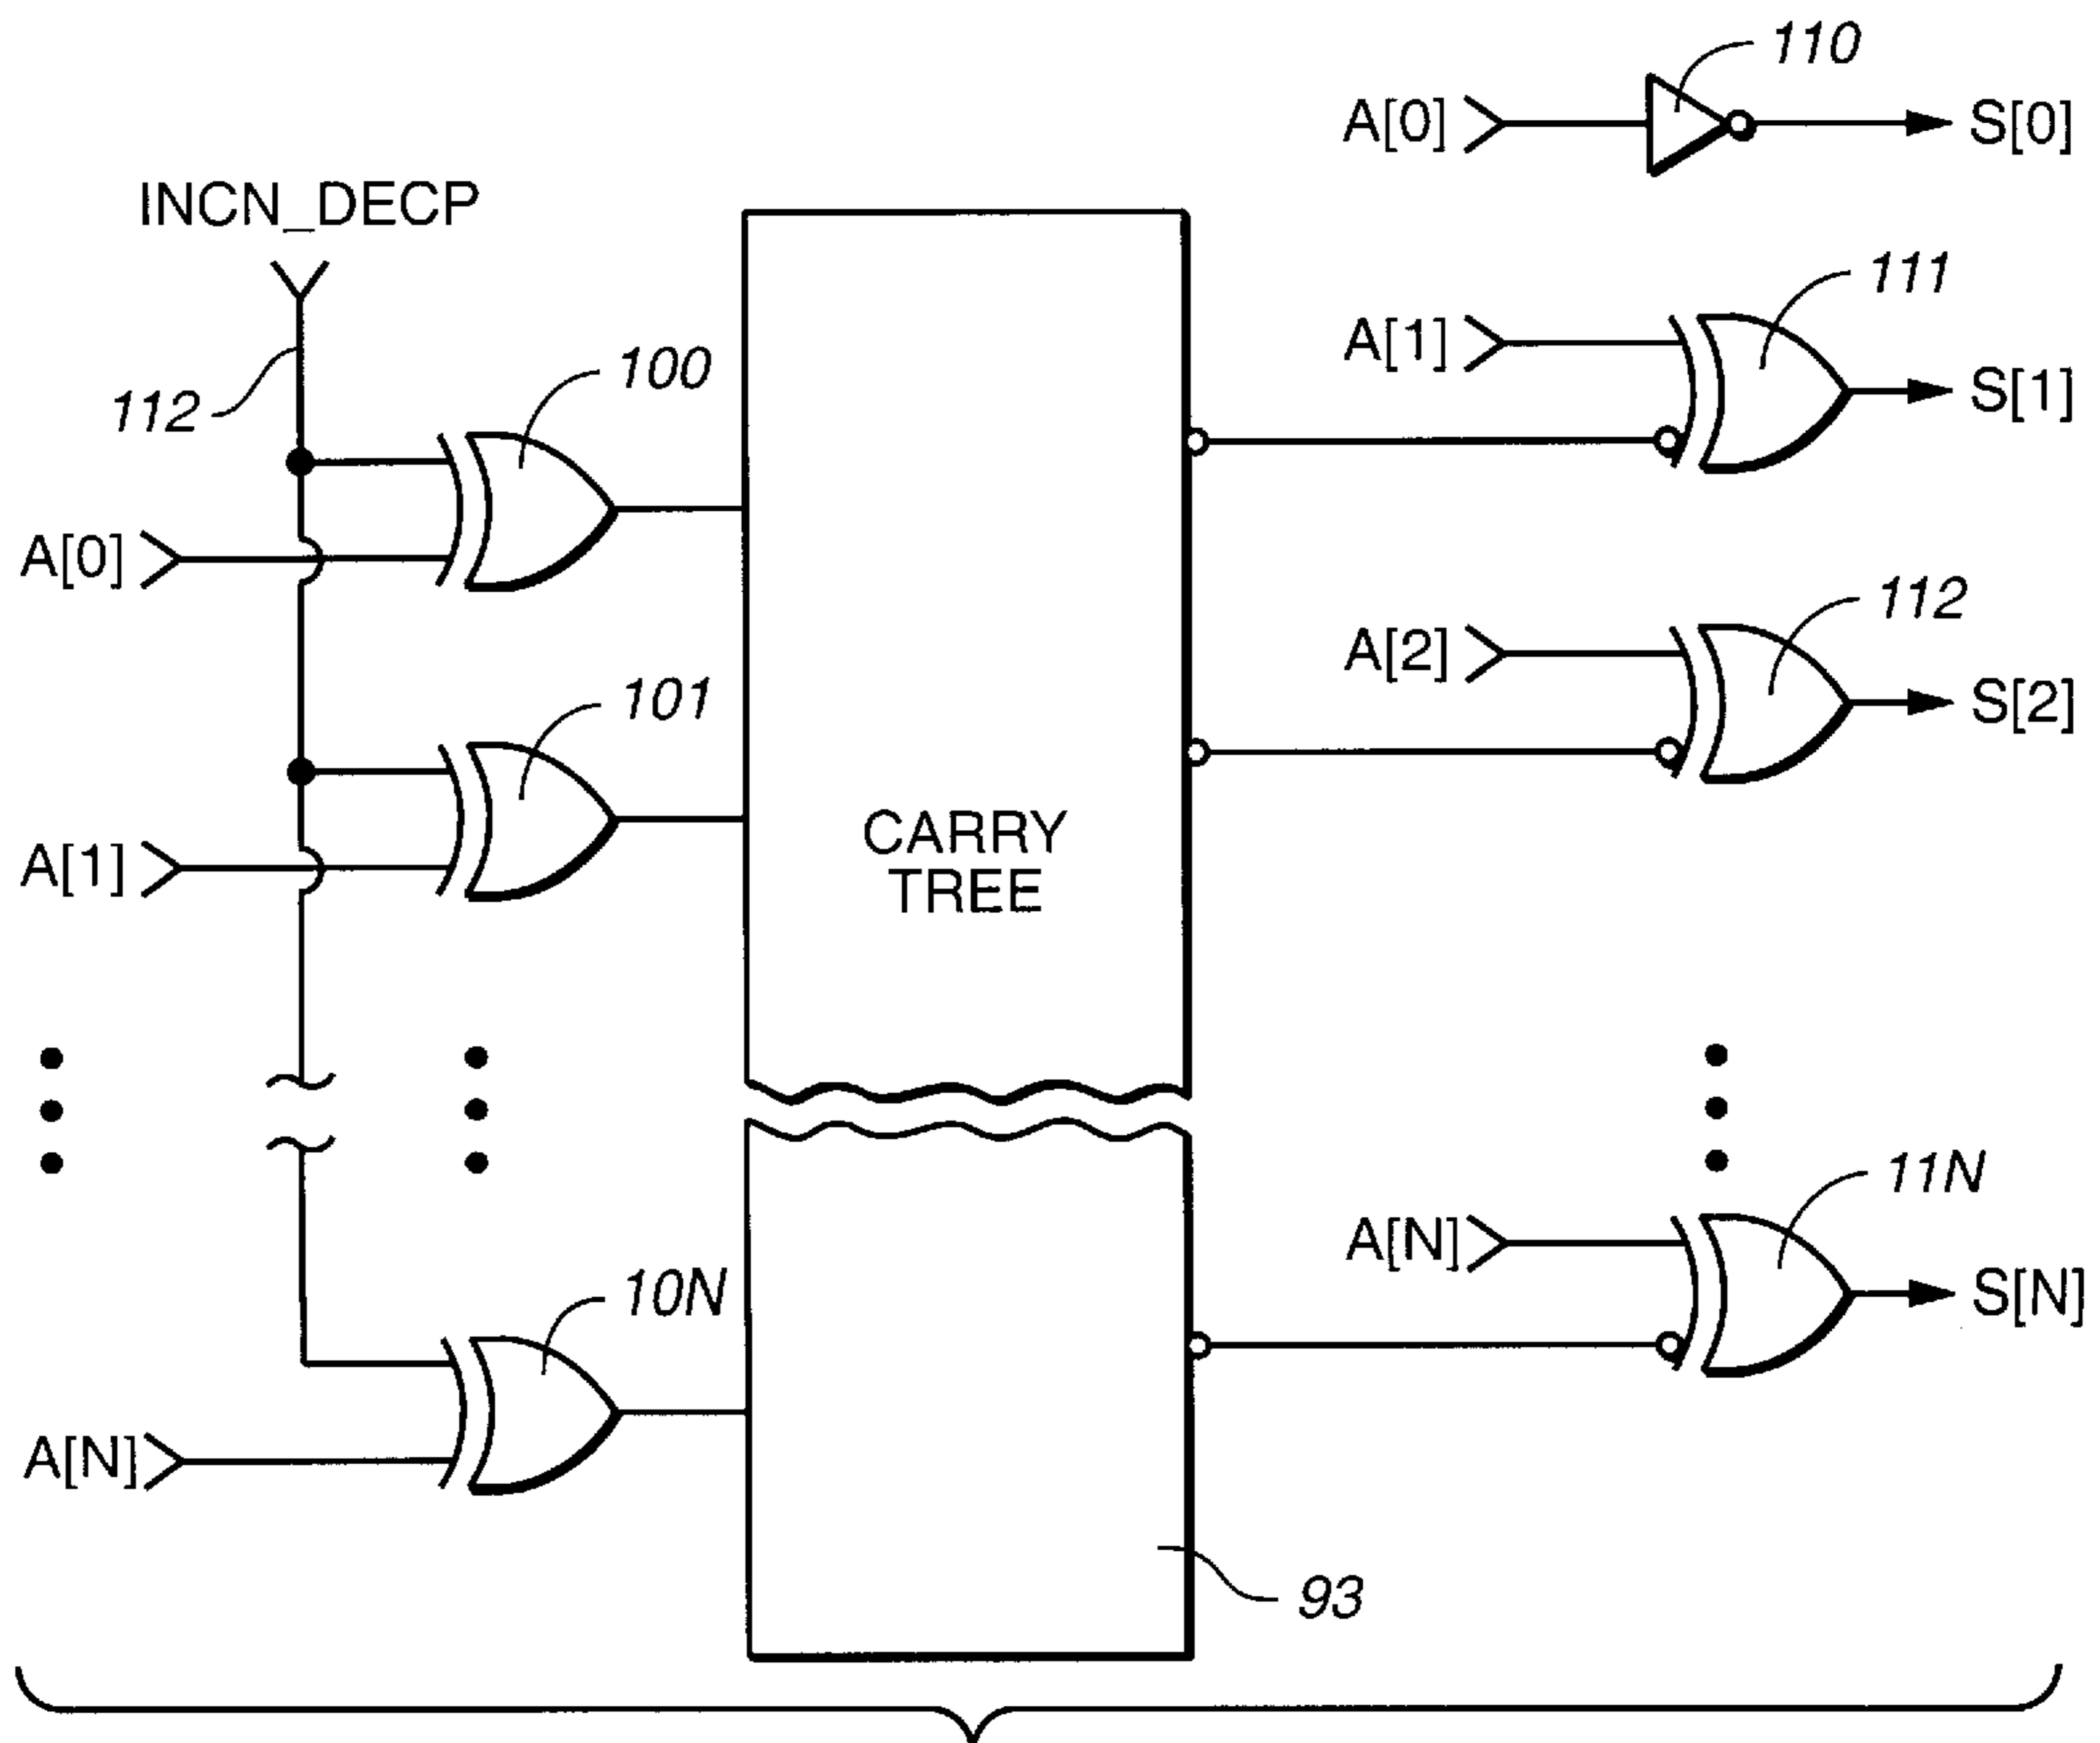 110
A[0]
S[0]
INCN_DECP
111
A[1]
S[1]
100
112
A[0]
112
A[2]
S[2]
101
A[1]
CARRY
TREE
11N
A[N]
S[N]
10N
A[N]
93